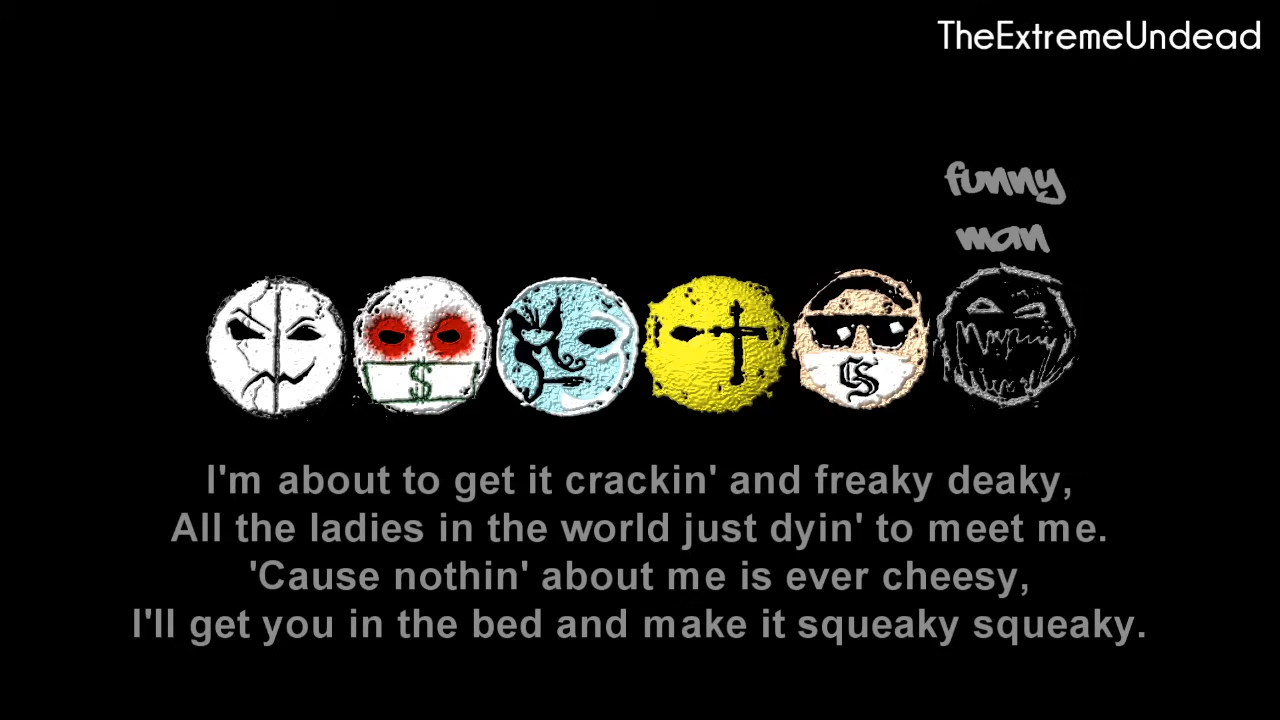 TheExtremeUndead
funny
man
$
I'm about to get it crackin' and freaky deaky,
All the ladies in the world just dyin' to meet me.
'Cause nothin' about me is ever cheesy,
I'll get you in the bed and make it squeaky squeaky.